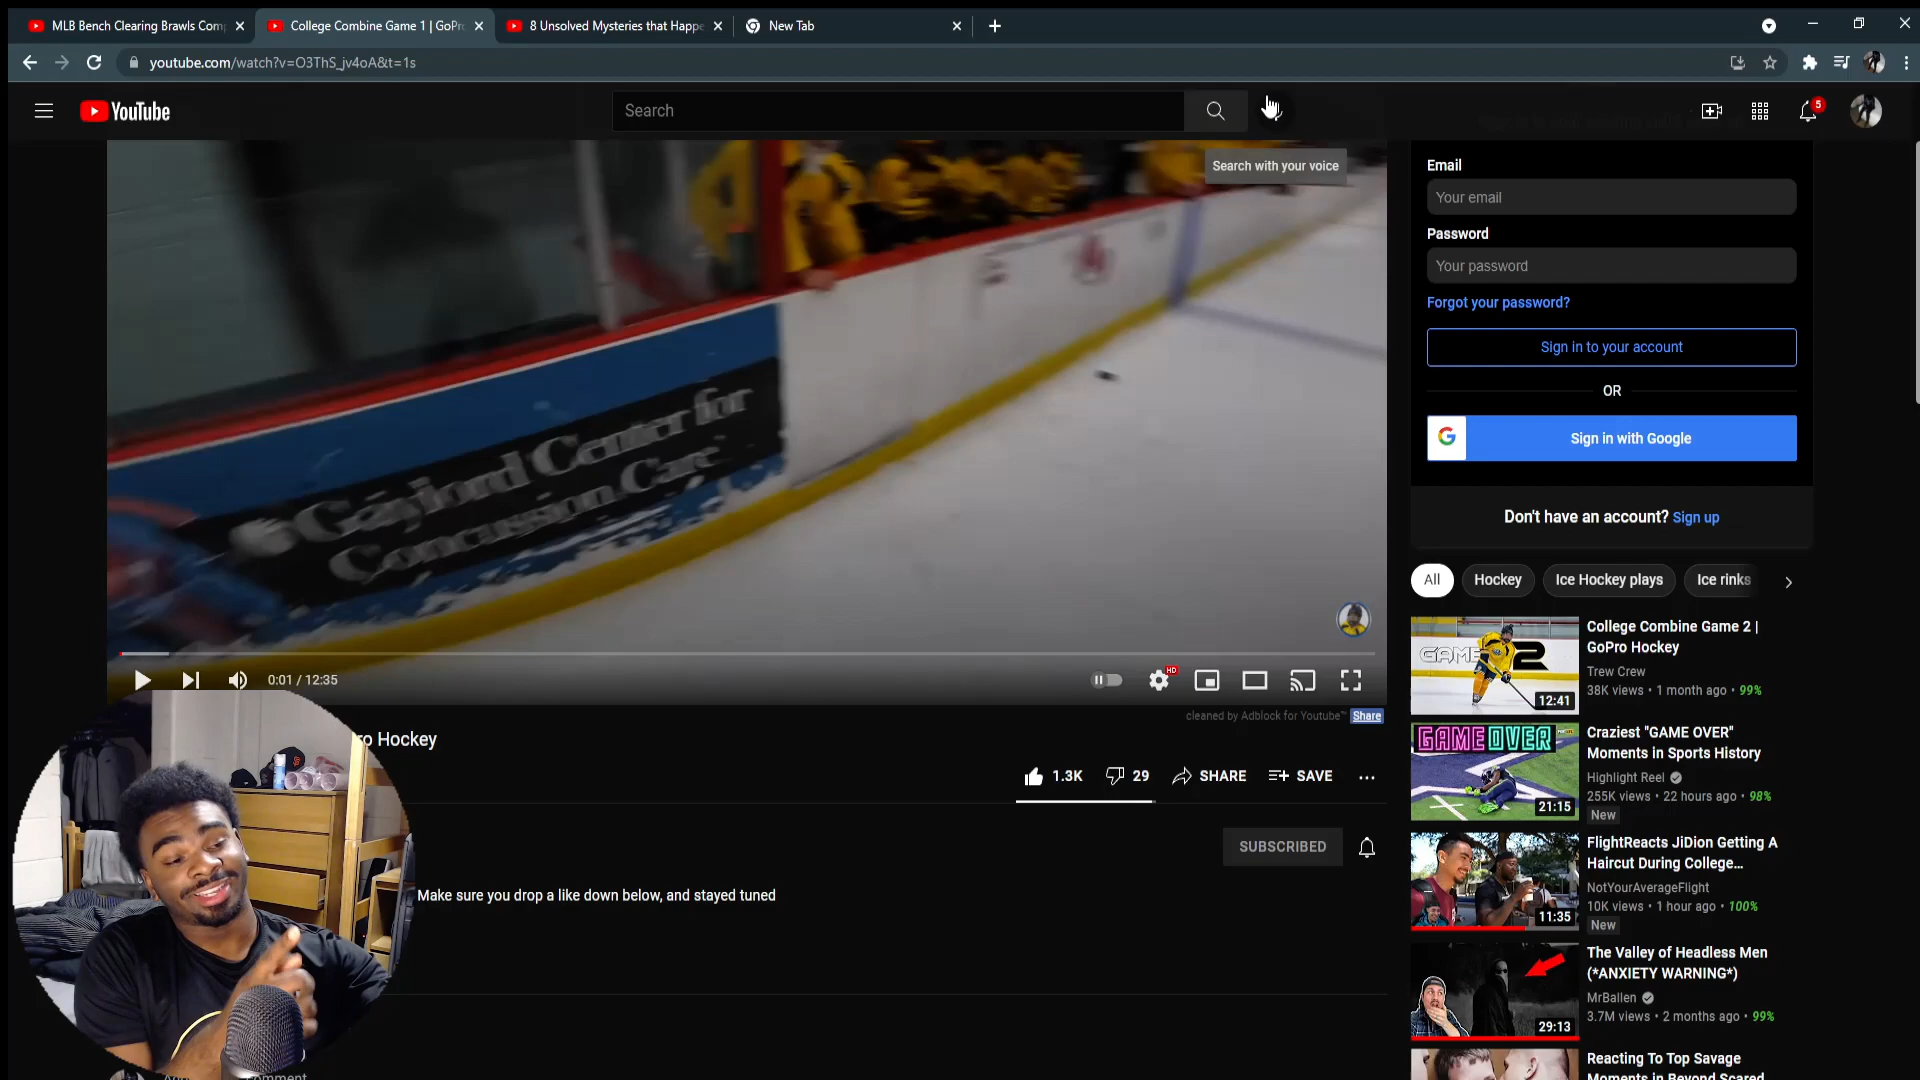 MLB Bench Clearing Brawls Com
College Combine Game 1 | GoPro
8 Unsolved Mysteries that Happe
New Tab
youtube.com/watch?v=O3ThS_jv4oA&t=1s
YouTube
Search
5
Search with your voice
Email
Your email
Password
Your password
Forgot your password?
Sign in to your account
OR
G
Sign in with Google
Don't have an account? Sign up
Gaylord Center for
Concussion Care
0:01 / 12:35
HD
cleaned by Adblock for Youtube™ Share
ro Hockey
1.3K
29
SHARE
SAVE
SUBSCRIBED
Make sure you drop a like down below, and stayed tuned
All
Hockey
Ice Hockey plays
Ice rinks
GAME 2
12:41
College Combine Game 2 |
GoPro Hockey
Trew Crew
38K views • 1 month ago • 99%
GAME OVER
21:15
Craziest "GAME OVER"
Moments in Sports History
Highlight Reel
255K views • 22 hours ago • 98%
New
11:35
FlightReacts JiDion Getting A
Haircut During College...
NotYourAverageFlight
10K views • 1 hour ago • 100%
New
29:13
The Valley of Headless Men
(*ANXIETY WARNING*)
MrBallen
3.7M views • 2 months ago • 99%
Reacting To Top Savage
Moments in Beyond Scared